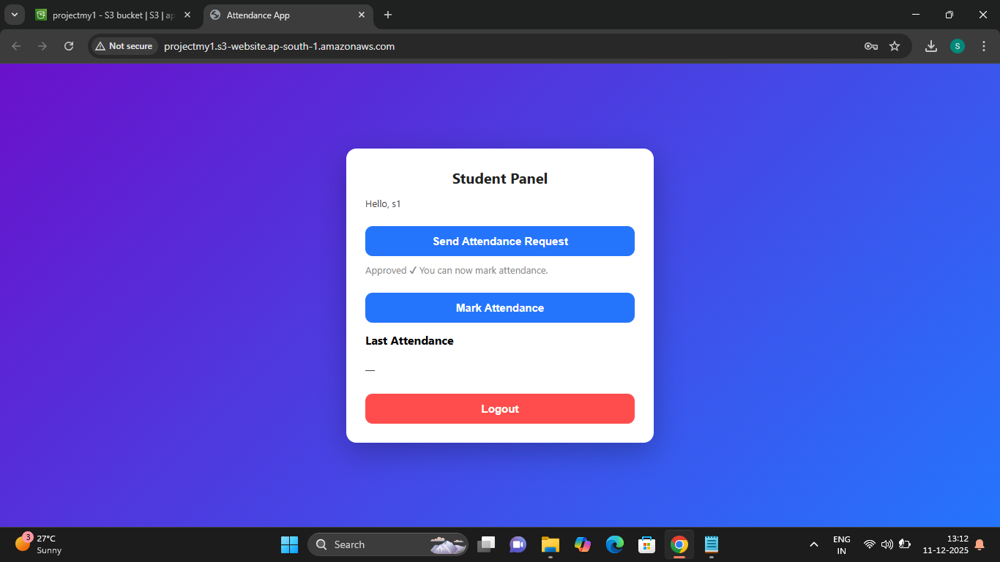 projectmy1 - S3 bucket | S3 | ap
Attendance App
Not secure
projectmy1.s3-website.ap-south-1.amazonaws.com
S
Student Panel
Hello, s1
Send Attendance Request
Approved ✓ You can now mark attendance.
Mark Attendance
Last Attendance
—
Logout
3
27°C
Sunny
Search
ENG
IN
13:12
11-12-2025